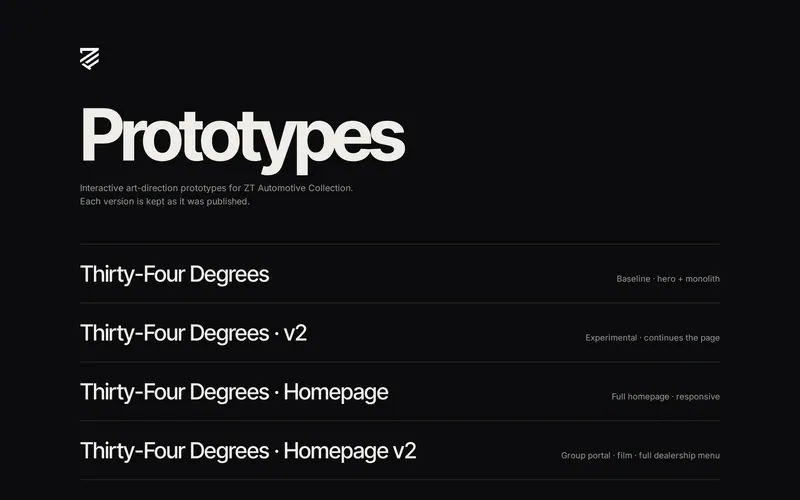 Prototypes
Interactive art-direction prototypes for ZT Automotive Collection.
Each version is kept as it was published.
Thirty-Four Degrees
Baseline · hero + monolith
Thirty-Four Degrees · v2
Experimental · continues the page
Thirty-Four Degrees · Homepage
Full homepage · responsive
Thirty-Four Degrees · Homepage v2
Group portal · film · full dealership menu